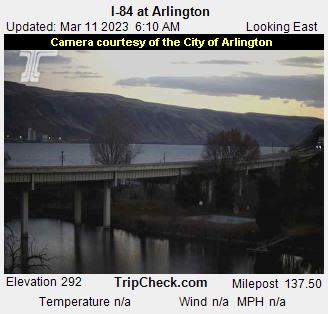 I-84 at Arlington
Updated: Mar 11 2023 6:10 AM Looking East
Camera courtesy of the City of Arlington
Elevation 292 TripCheck.com Milepost 137.50
Temperature n/a Wind n/a MPH n/a